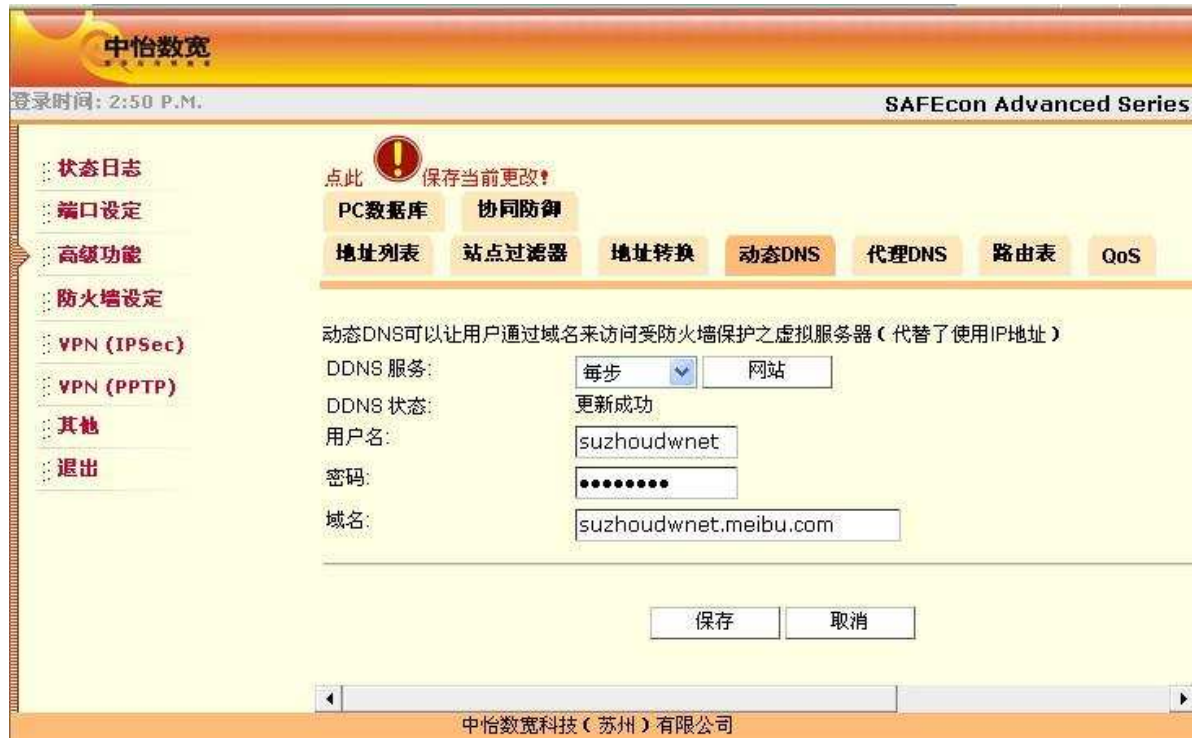 中怡数宽
登录时间: 2:50 P.M.
SAFEcon Advanced Series
状态日志
端口设定
高级功能
防火墙设定
VPN (IPSec)
VPN (PPTP)
其他
退出
点此 保存当前更改!
PC数据库 协同防御
地址列表 站点过滤器 地址转换 动态DNS 代理DNS 路由表 QoS
动态DNS可以让用户通过域名来访问受防火墙保护之虚拟服务器(代替了使用IP地址)
DDNS 服务: 每步 网站
DDNS 状态: 更新成功
用户名: suzhoudwnet
密码: ••••••••
域名: suzhoudwnet.meibu.com
保存 取消
中怡数宽科技(苏州)有限公司